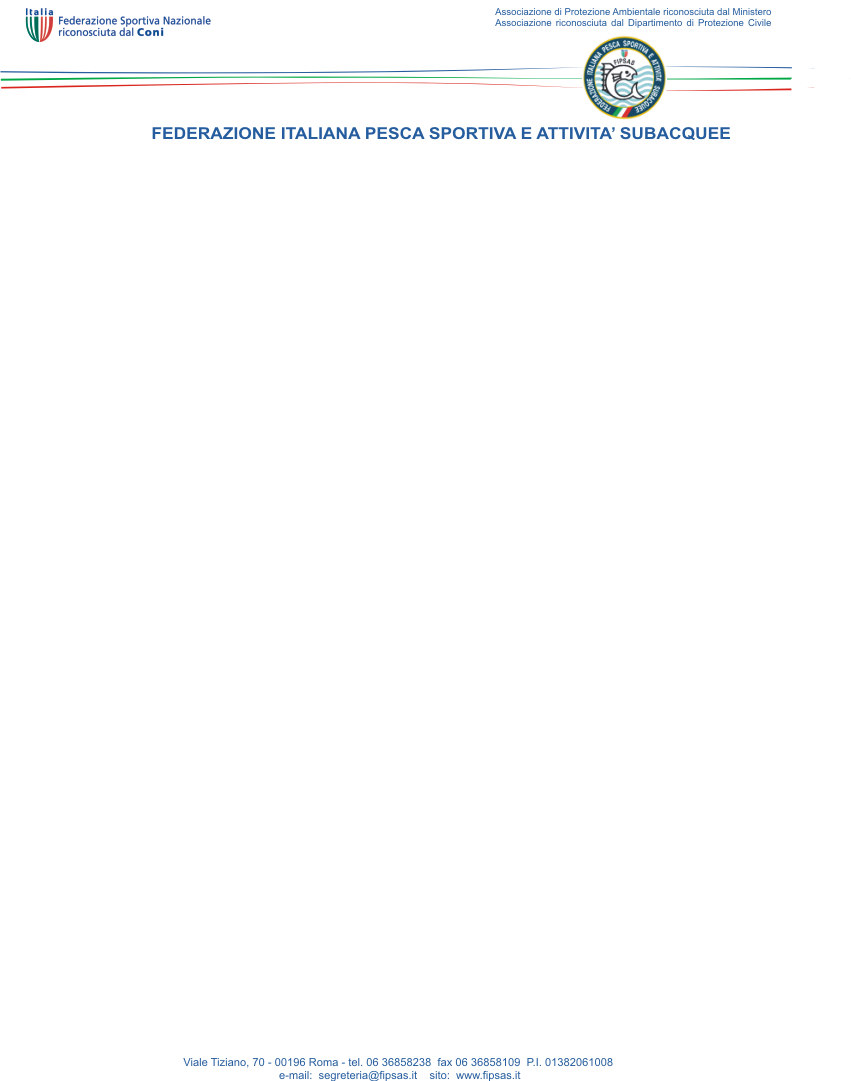 Italia
Federazione Sportiva Nazionale
riconosciuta dal Coni
Associazione di Protezione Ambientale riconosciuta dal Ministero
Associazione riconosciuta dal Dipartimento di Protezione Civile
FEDERAZIONE ITALIANA PESCA SPORTIVA E ATTIVITÀ SUBACQUEE
FIPSAS
FEDERAZIONE ITALIANA PESCA SPORTIVA E ATTIVITA’ SUBACQUEE
Viale Tiziano, 70 - 00196 Roma - tel. 06 36858238 fax 06 36858109 P.I. 01382061008
e-mail: segreteria@fipsas.it sito: www.fipsas.it